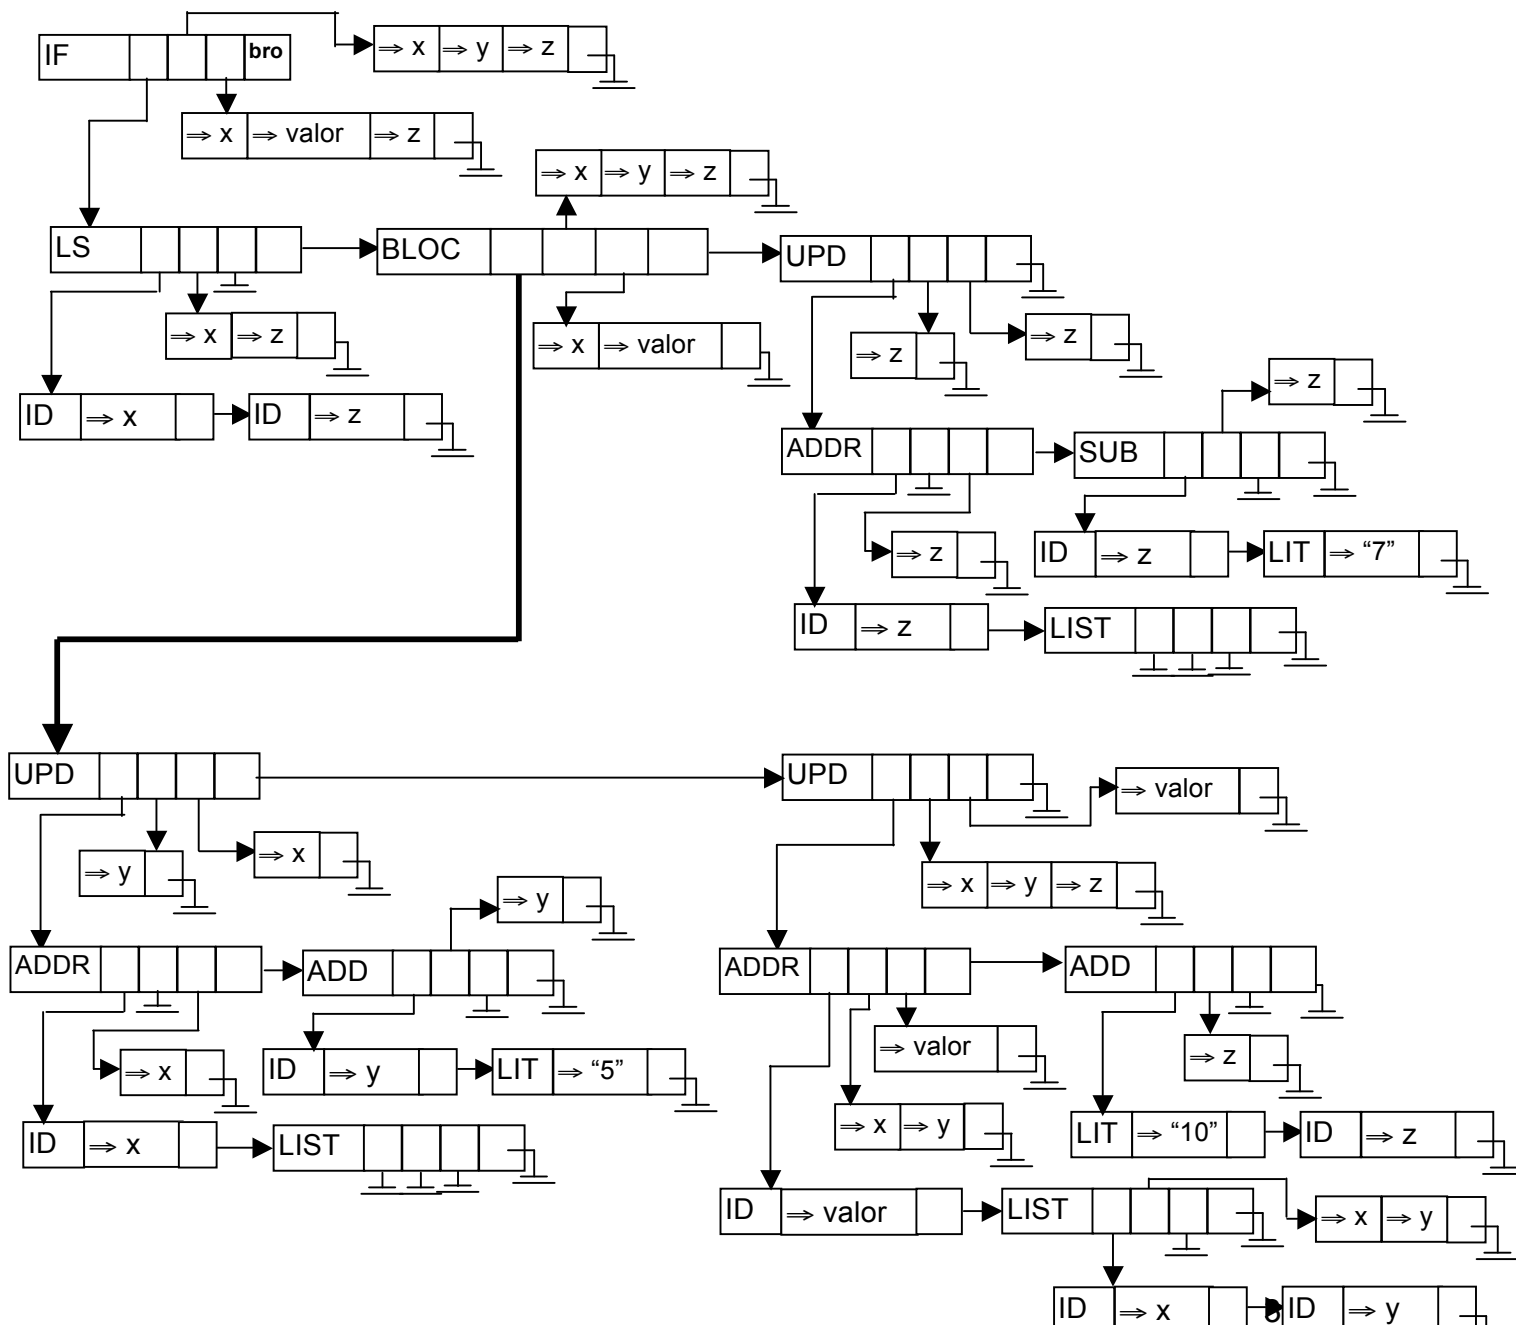 IF bro ⇒ x ⇒ y ⇒ z
⇒ x ⇒ valor ⇒ z
⇒ x ⇒ y ⇒ z
LS BLOC UPD
⇒ x ⇒ z ⇒ x ⇒ valor ⇒ z ⇒ z
⇒ z
ID ⇒ x ID ⇒ z
ADDR SUB
⇒ z ID ⇒ z LIT ⇒ “7”
ID ⇒ z LIST
UPD UPD ⇒ valor
⇒ y ⇒ x ⇒ x ⇒ y ⇒ z
⇒ y
ADDR ADD ADDR ADD
⇒ x ID ⇒ y LIT ⇒ “5” ⇒ valor ⇒ z
ID ⇒ x LIST ⇒ x ⇒ y LIT ⇒ “10” ID ⇒ z
ID ⇒ valor LIST ⇒ x ⇒ y
ID ⇒ x ID ⇒ y